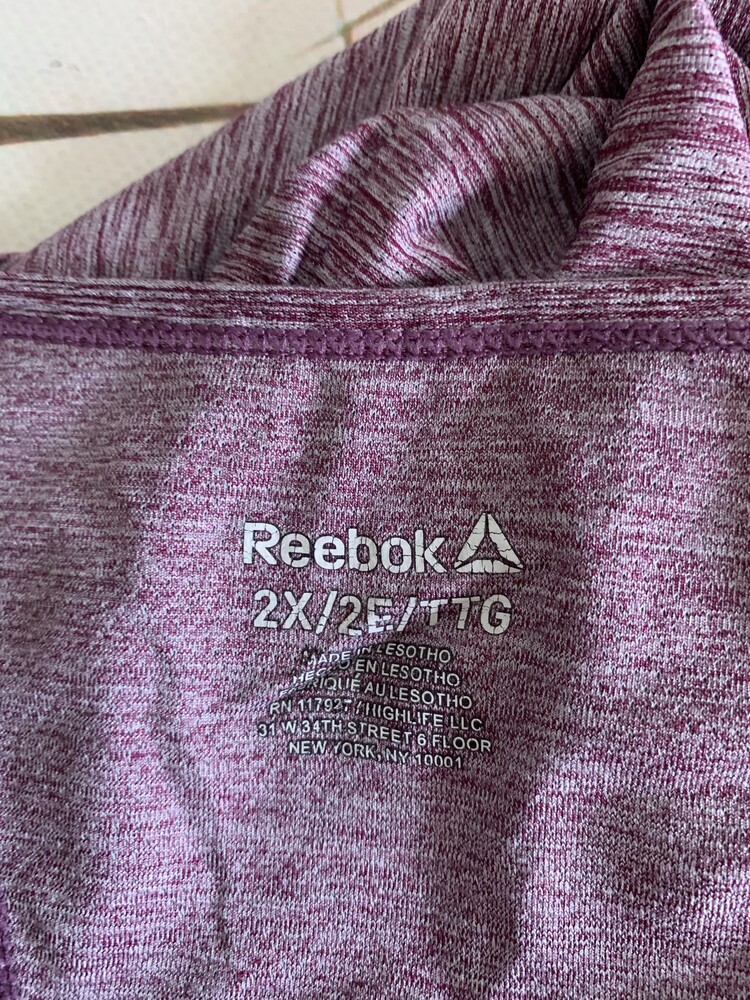 Reebok
2X/2E/TTG
MADE IN LESOTHO
HECHO EN LESOTHO
FABRIQUÉ AU LESOTHO
RN 117927 / HIGHLIFE LLC
31 W 34TH STREET 6 FLOOR
NEW YORK, NY 10001